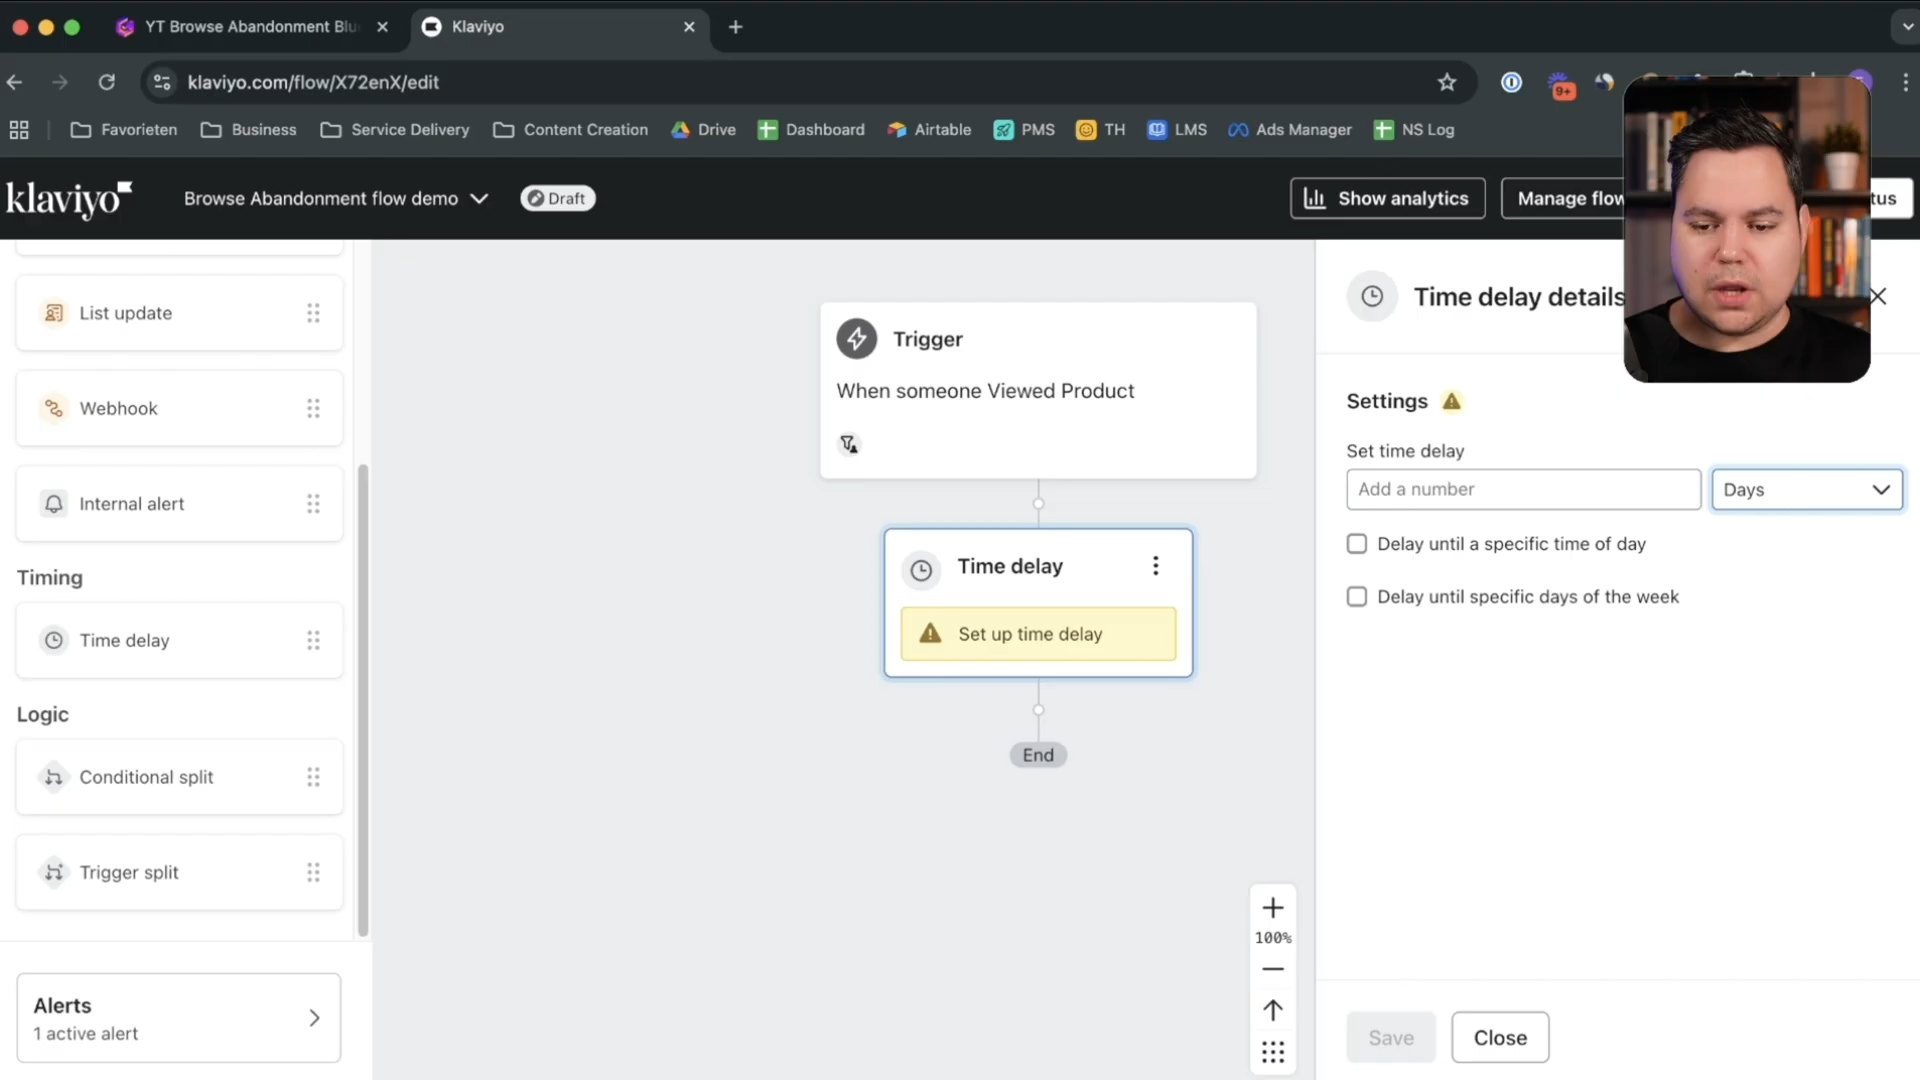 YT Browse Abandonment Blu
Klaviyo
klaviyo.com/flow/X72enX/edit
9+
Favorieten
Business
Service Delivery
Content Creation
Drive
Dashboard
Airtable
PMS
TH
LMS
Ads Manager
NS Log
klaviyo
Browse Abandonment flow demo
Draft
Show analytics
Manage flow
tus
List update
Webhook
Internal alert
Timing
Time delay
Logic
Conditional split
Trigger split
Alerts
1 active alert
Trigger
When someone Viewed Product
Time delay
Set up time delay
End
100%
Time delay details
Settings
Set time delay
Add a number
Days
Delay until a specific time of day
Delay until specific days of the week
Save
Close